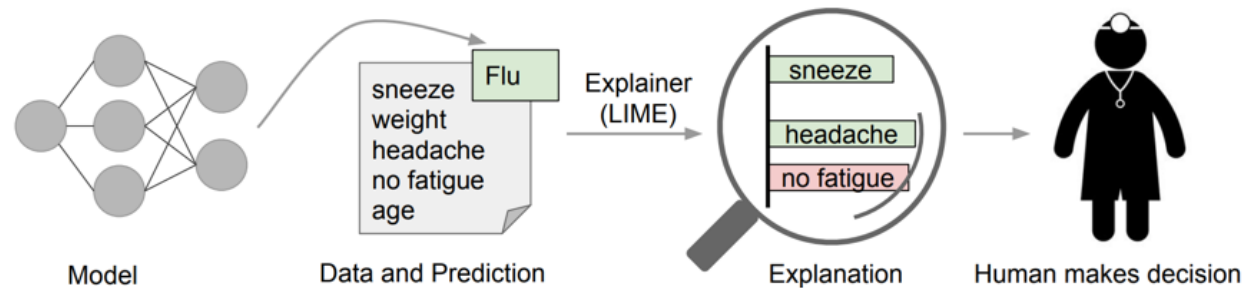 Flu
sneeze
weight
headache
no fatigue
age
Explainer
(LIME)
sneeze
headache
no fatigue
Model
Data and Prediction
Explanation
Human makes decision